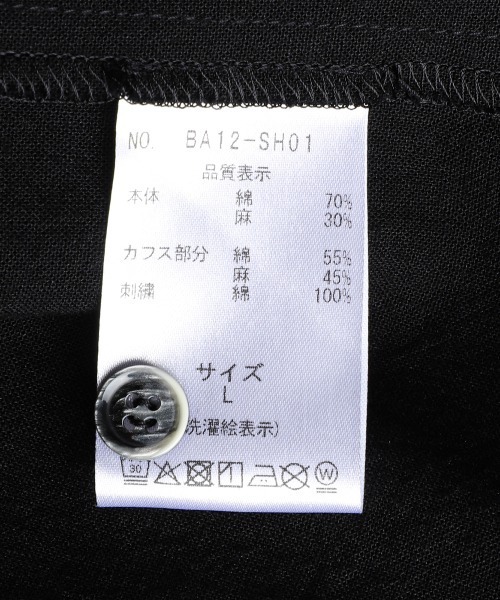 NO. BA12-SH01
品質表示
本体 綿 70%
麻 30%
カフス部分 綿 55%
麻 45%
刺繍 綿 100%
サイズ
L
洗濯絵表示)
30
W